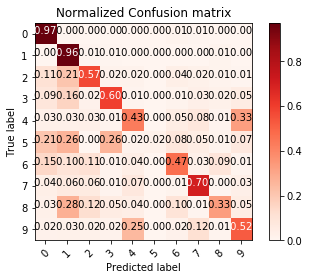 Normalized Confusion matrix
0 0.97 0.00 0.00 0.00 0.00 0.00 0.01 0.01 0.00 0.00
1 0.00 0.96 0.01 0.01 0.00 0.00 0.00 0.00 0.01 0.00
2 0.11 0.21 0.57 0.02 0.02 0.00 0.04 0.02 0.01 0.01
3 0.09 0.16 0.02 0.60 0.00 0.01 0.01 0.03 0.02 0.05
4 0.03 0.03 0.03 0.01 0.43 0.00 0.05 0.08 0.01 0.33
5 0.21 0.26 0.00 0.26 0.02 0.02 0.08 0.05 0.01 0.07
6 0.15 0.10 0.11 0.01 0.04 0.00 0.47 0.03 0.09 0.01
7 0.04 0.06 0.06 0.01 0.07 0.00 0.01 0.70 0.00
8 0.03 0.28 0.12 0.05 0.04 0.00 0.10 0.01 0.33 0.05
9 0.02 0.03 0.02 0.04 0.25 0.00 0.02 0.12 0.01 0.52
0 1 2 3 4 5 6 7 8 9
True label
Predicted label
0.8
0.6
0.4
0.2
0.0